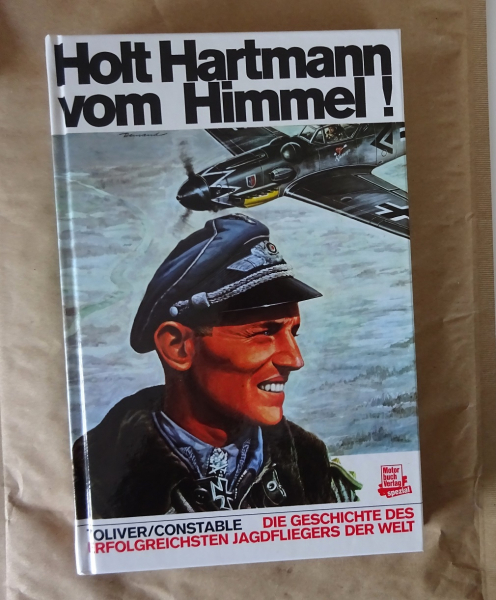 Holt Hartmann
vom Himmel!
TOLIVER/CONSTABLE DIE GESCHICHTE DES
ERFOLGREICHSTEN JAGDFLIEGERS DER WELT
Motor
buch
Verlag
spezial